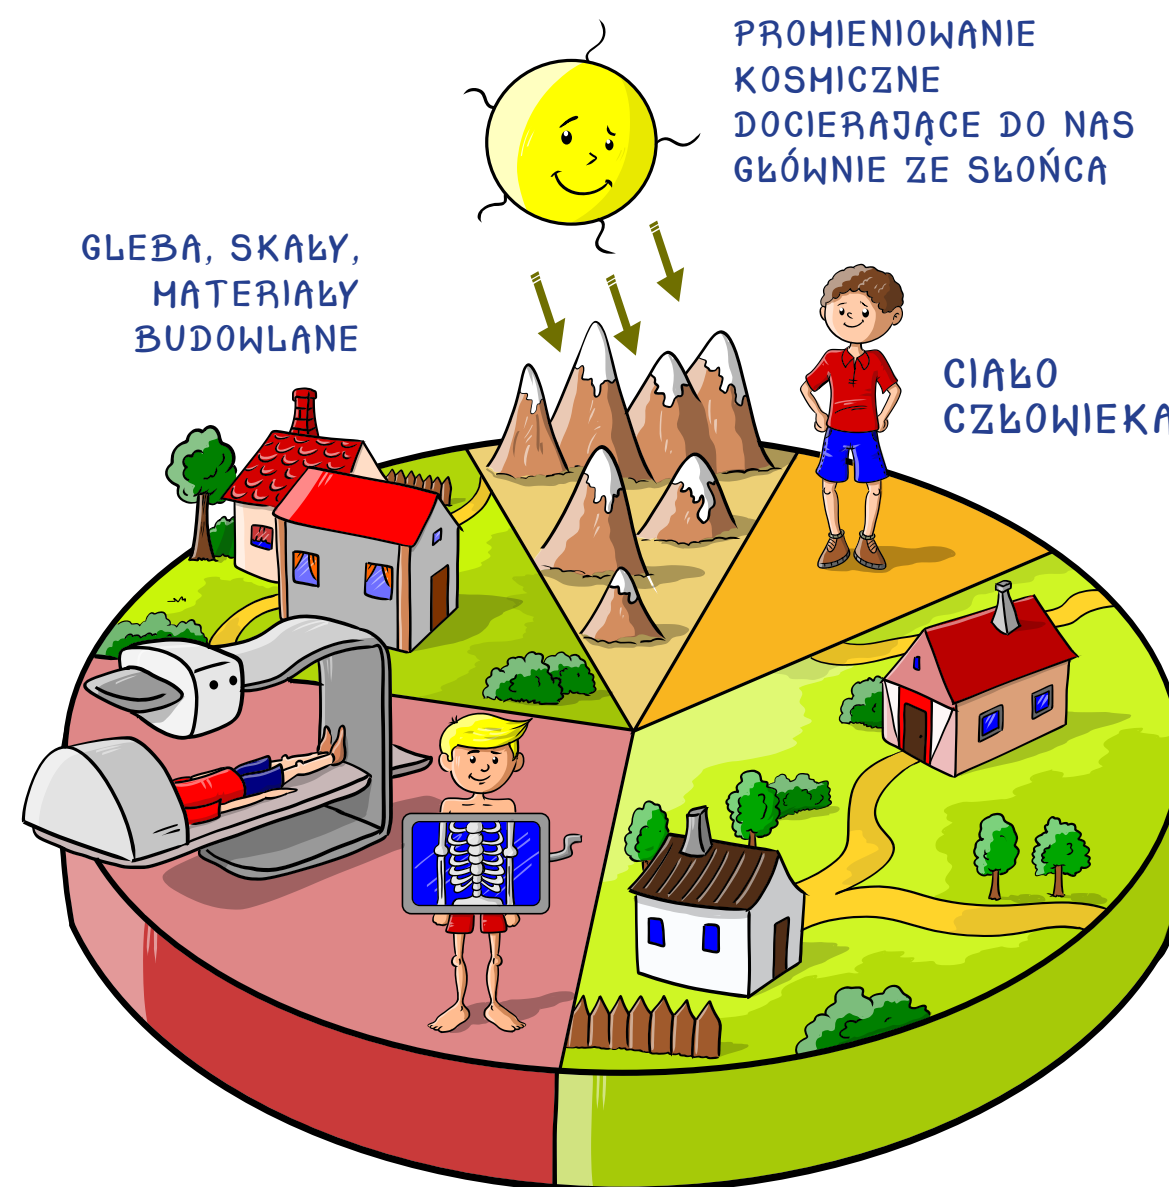 PROMIENIOWANIE
KOSMICZNE
DOCIERAJĄCE DO NAS
GŁÓWNIE ZE SŁOŃCA
GLEBA, SKAŁY,
MATERIAŁY
BUDOWLANE
CIAŁO
CZŁOWIEKA